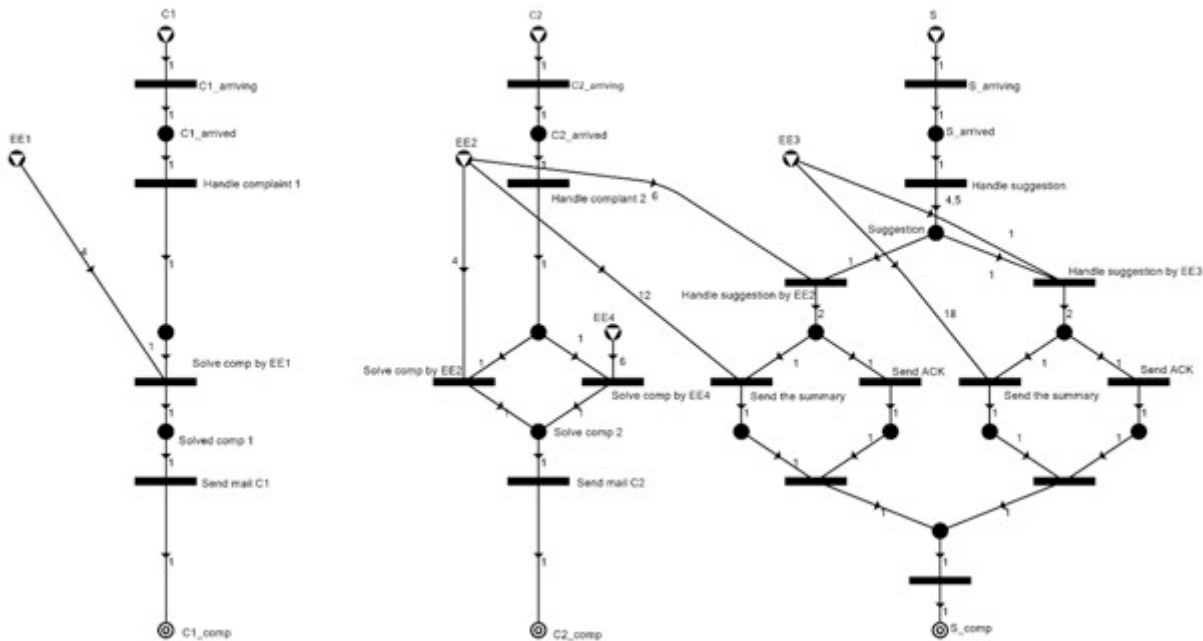 C1
C2
S
1
1
1
C1_arriving
C2_arriving
S_arriving
1
1
1
C1_arrived
C2_arrived
S_arrived
EE1
EE2
EE3
1
1
1
Handle complaint 1
Handle complant 2
6
Handle suggestion
4,5
Suggestion
1
1
1
4
1
1
Handle suggestion by EE3
Handle suggestion by EE2
12
2
2
18
EE4
1
1
1
1
1
1
Solve comp by EE1
Solve comp by EE2
1
6
Send ACK
Send ACK
Solve comp by EE4
Send the summary
Send the summary
1
1
1
1
1
1
1
Solved comp 1
Solve comp 2
1
1
1
1
1
1
Send mail C1
Send mail C2
1
1
1
1
1
1
C1_comp
C2_comp
S_comp